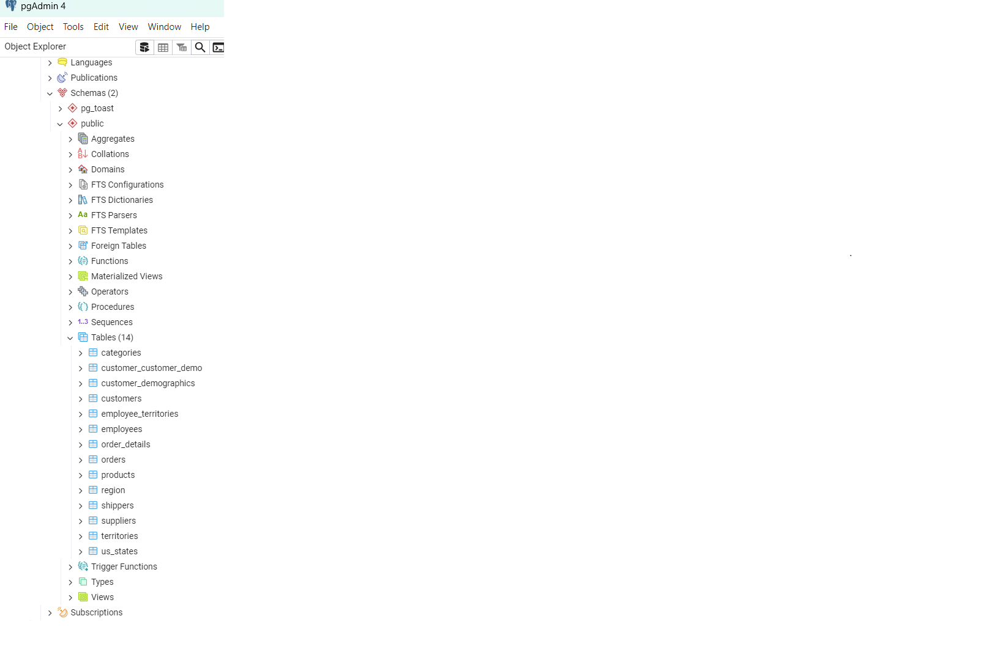 pgAdmin 4
File Object Tools Edit View Window Help
Object Explorer
Languages
Publications
Schemas (2)
pg_toast
public
Aggregates
Collations
Domains
FTS Configurations
FTS Dictionaries
Aa FTS Parsers
FTS Templates
Foreign Tables
Functions
Materialized Views
Operators
Procedures
1..3 Sequences
Tables (14)
categories
customer_customer_demo
customer_demographics
customers
employee_territories
employees
order_details
orders
products
region
shippers
suppliers
territories
us_states
Trigger Functions
Types
Views
Subscriptions